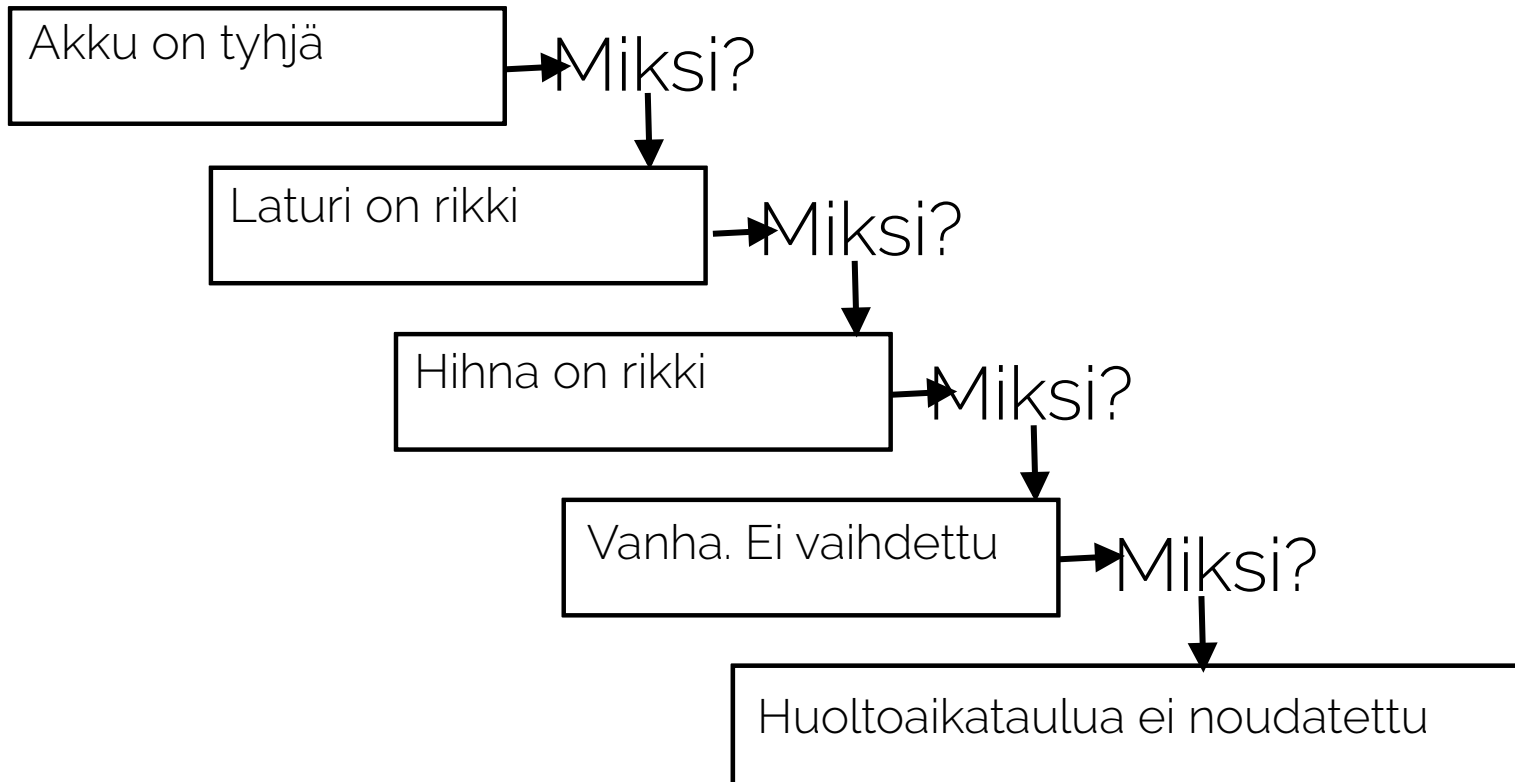 Akku on tyhjä
Miksi?
Laturi on rikki
Miksi?
Hihna on rikki
Miksi?
Vanha. Ei vaihdettu
Miksi?
Huoltoaikataulua ei noudatettu